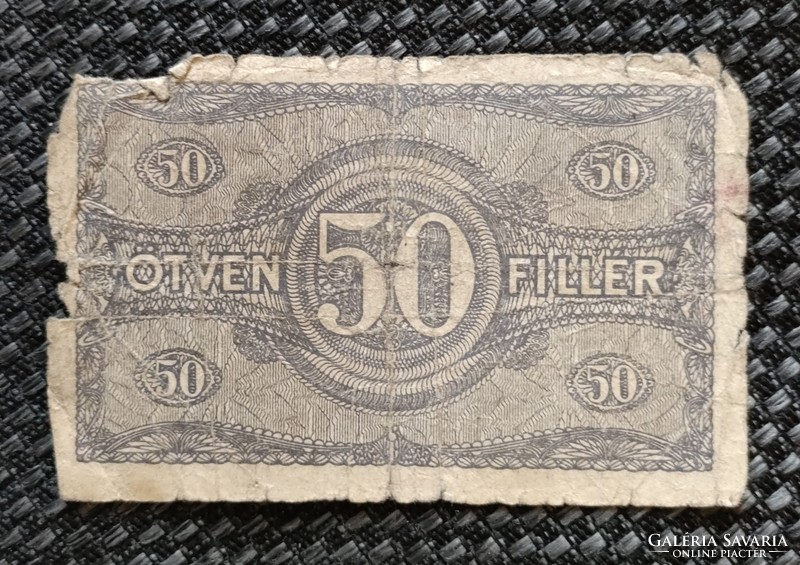 50 50
ÖTVEN 50 FILLÉR
50 50
GALÉRIA SAVARIA
ONLINE PIACTÉR